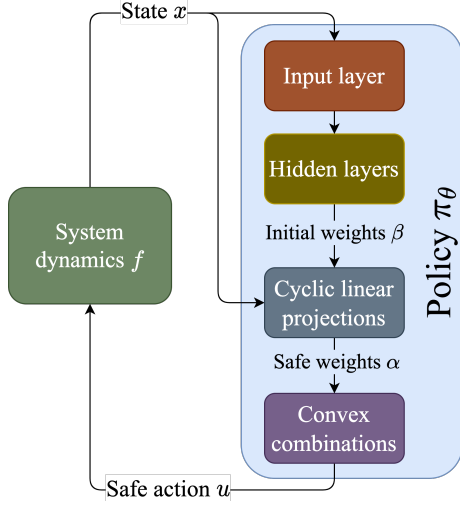 State x
Input layer
Hidden layers
Initial weights β
System
dynamics f
Cyclic linear
projections
Policy π_θ
Safe weights α
Convex
combinations
Safe action u